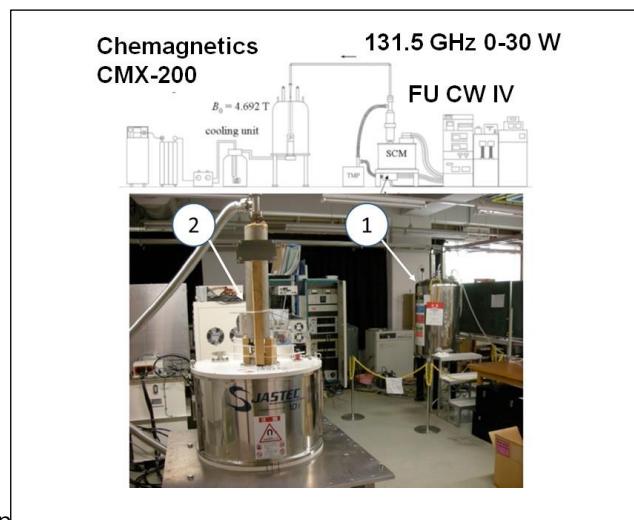 Chemagnetics
CMX-200
131.5 GHz 0-30 W
FU CW IV
B₀ = 4.692 T
cooling unit
SCM
TMP
2
1
JASTEC